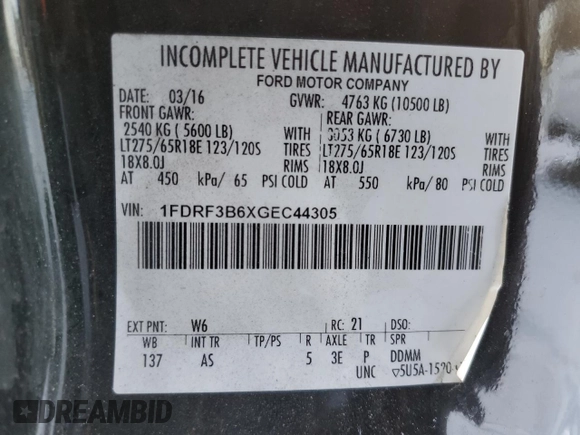 INCOMPLETE VEHICLE MANUFACTURED BY
FORD MOTOR COMPANY
DATE: 03/16 GVWR: 4763 KG (10500 LB)
FRONT GAWR: REAR GAWR:
2540 KG ( 5600 LB) WITH 3053 KG ( 6730 LB) WITH
LT275/65R18E 123/120S TIRES LT275/65R18E 123/120S TIRES
18X8.0J RIMS 18X8.0J RIMS
AT 450 kPa/ 65 PSI COLD AT 550 kPa/ 80 PSI COLD
VIN: 1FDRF3B6XGEC44305
EXT PNT: W6 RC: 21 DSO:
WB INT TR TP/PS R AXLE TR SPR
137 AS 5 3E P DDMM
UNC ▽5U5A-1520
DREAMBID